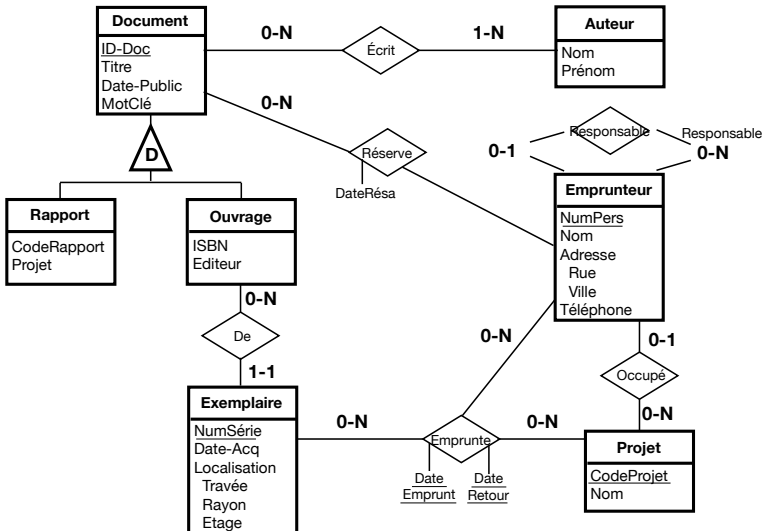 Document
ID-Doc
Titre
Date-Public
MotClé
0-N
Écrit
1-N
Auteur
Nom
Prénom
0-N
Réserve
DateRésa
D
Rapport
CodeRapport
Projet
Ouvrage
ISBN
Editeur
0-1
Responsable
Responsable
0-N
Emprunteur
NumPers
Nom
Adresse
Rue
Ville
Téléphone
0-N
De
1-1
0-N
0-1
Occupé
0-N
Exemplaire
NumSérie
Date-Acq
Localisation
Travée
Rayon
Etage
0-N
Emprunte
0-N
Date
Emprunt
Date
Retour
Projet
CodeProjet
Nom